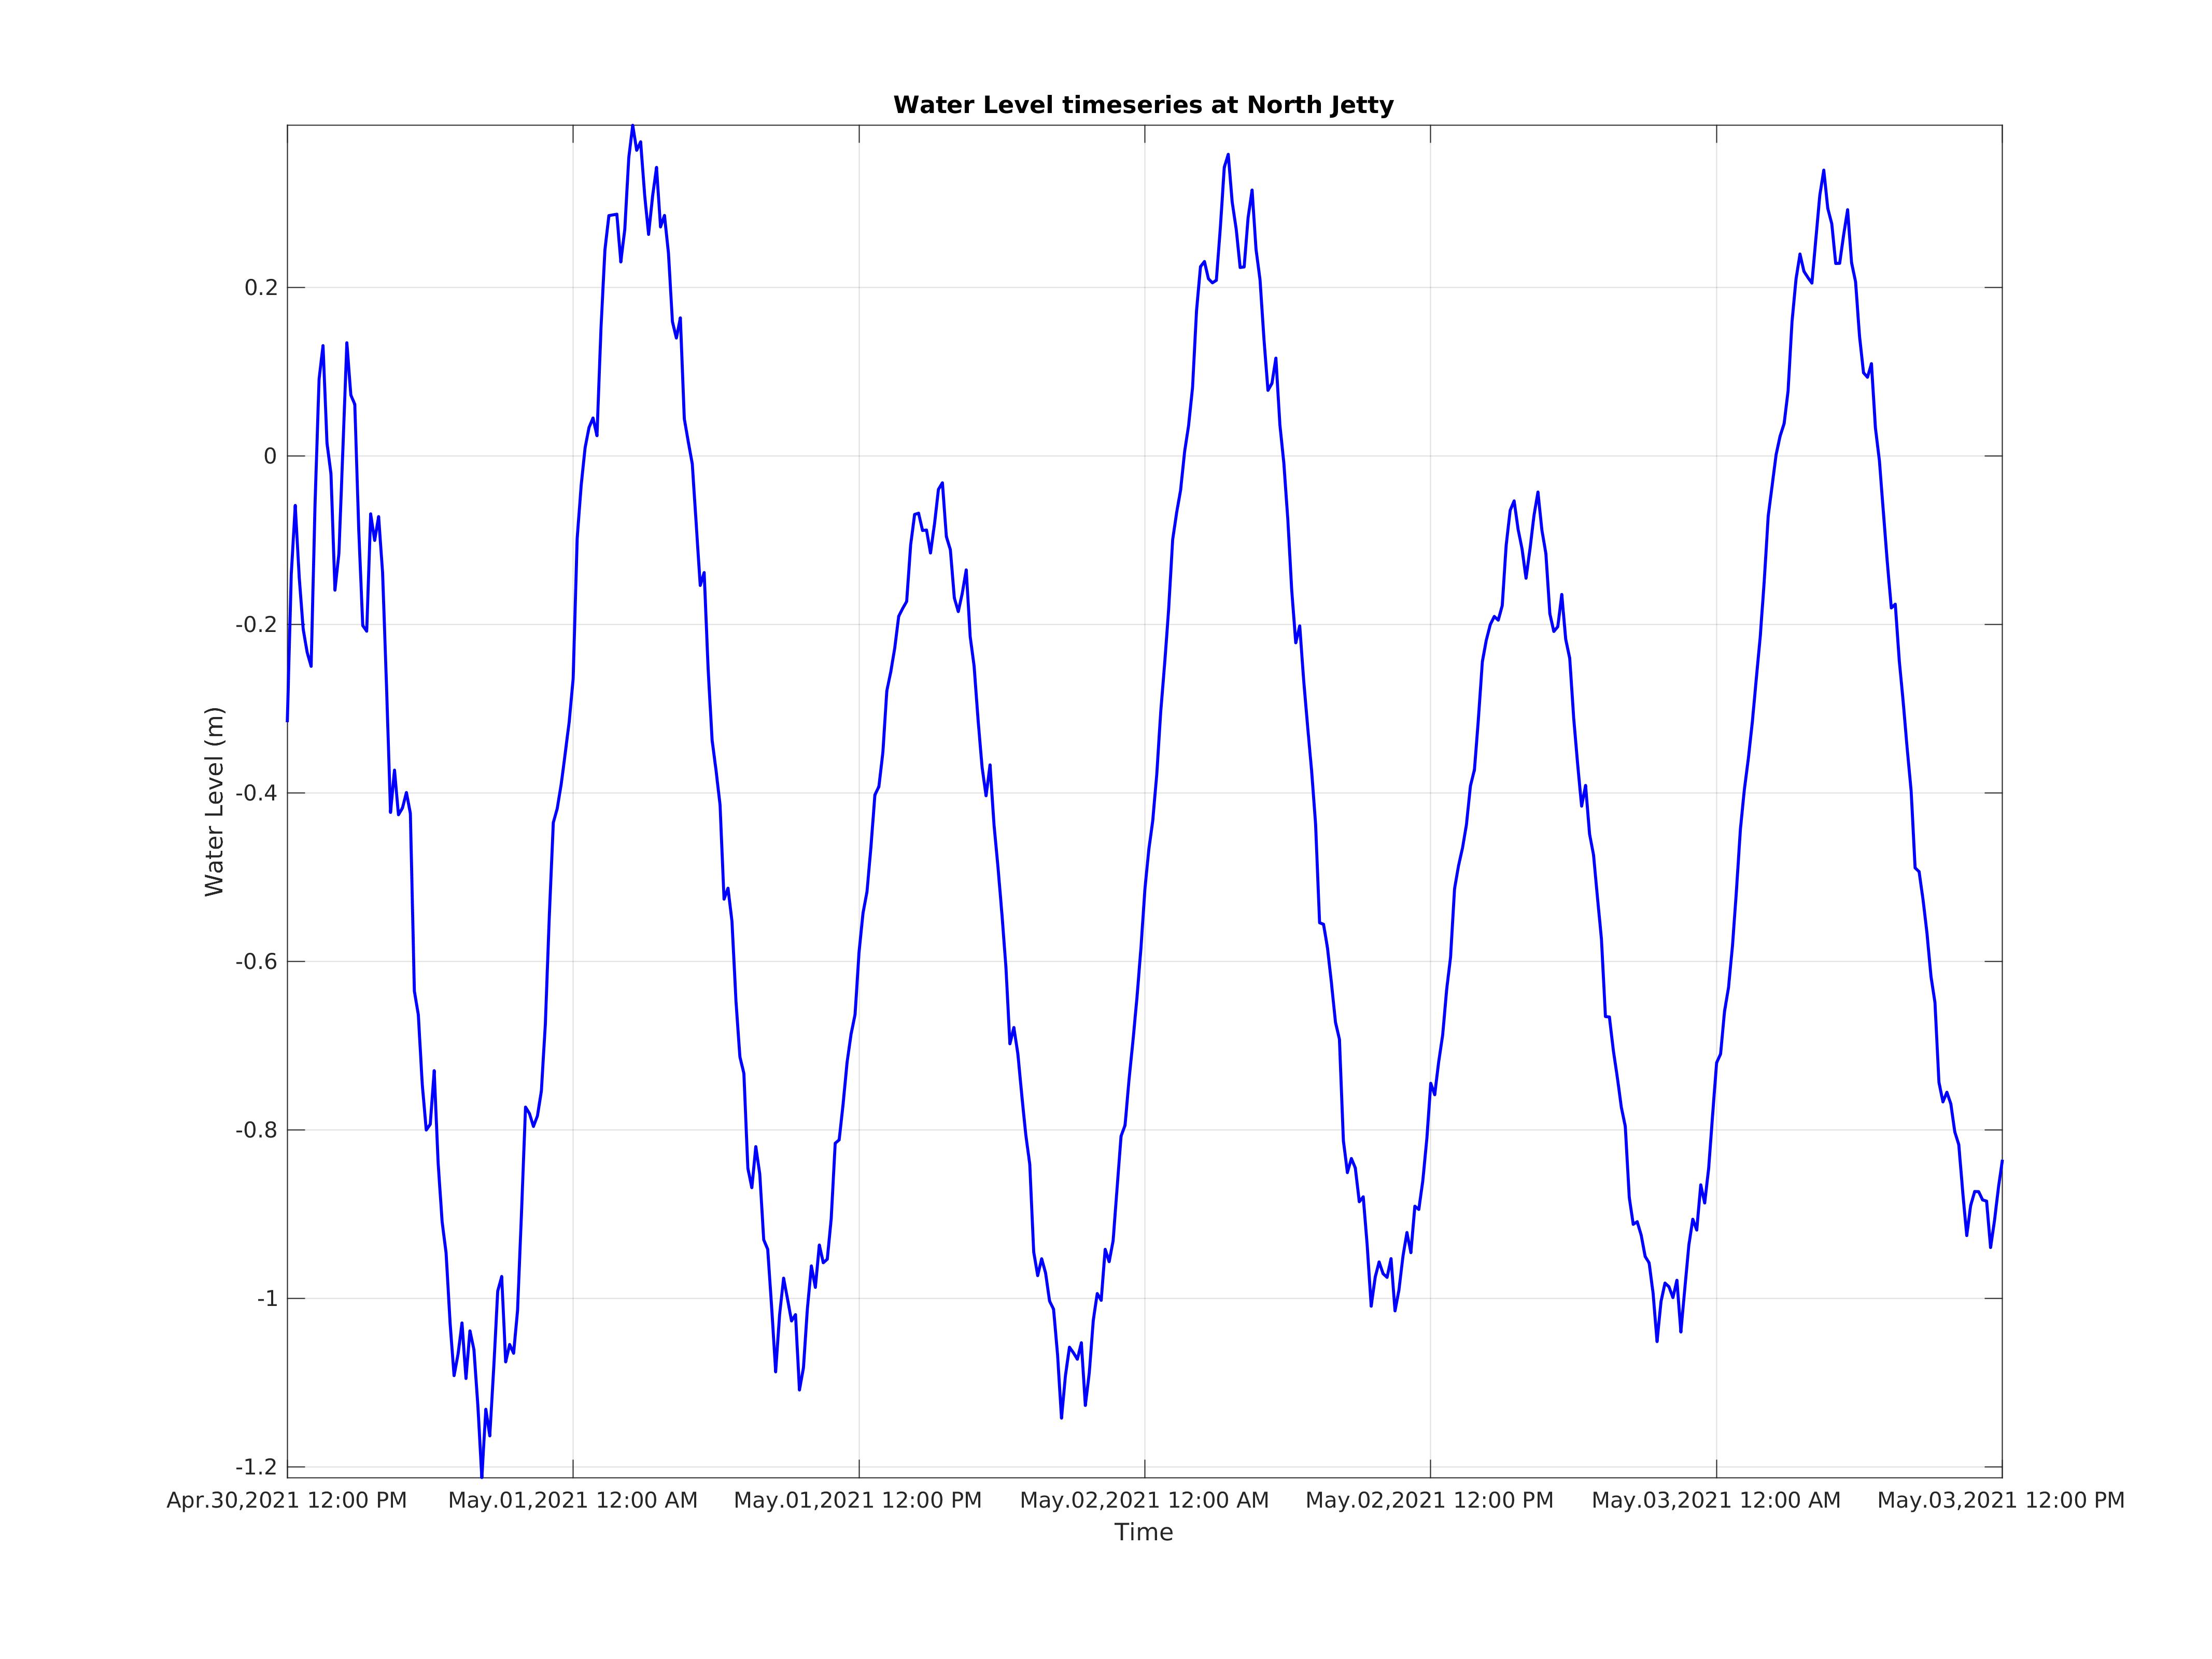 Water Level timeseries at North Jetty
0.2
0
-0.2
-0.4
-0.6
-0.8
-1
-1.2
Water Level (m)
Apr.30,2021 12:00 PM
May.01,2021 12:00 AM
May.01,2021 12:00 PM
May.02,2021 12:00 AM
May.02,2021 12:00 PM
May.03,2021 12:00 AM
May.03,2021 12:00 PM
Time